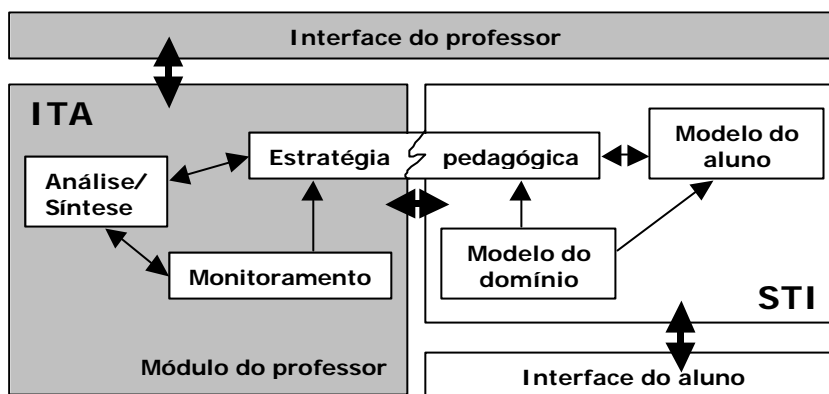 Interface do professor
ITA
Estratégia
pedagógica
Modelo do
aluno
Análise/
Síntese
Monitoramento
Modelo do
domínio
STI
Módulo do professor
Interface do aluno